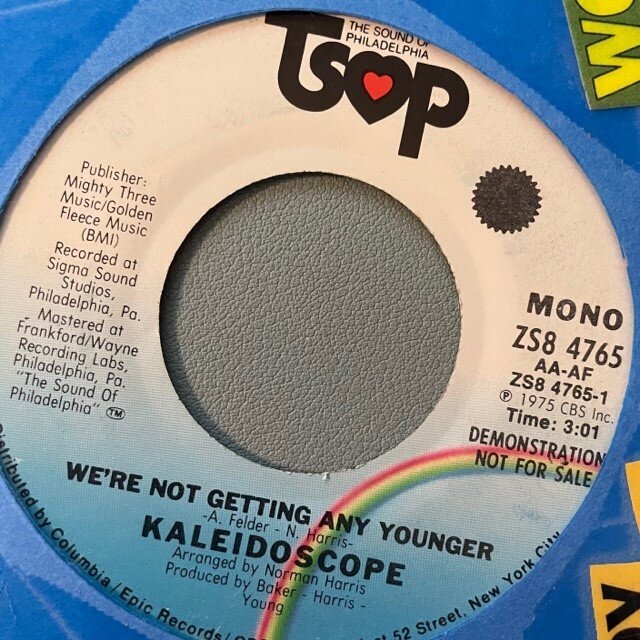 THE SOUND OF
PHILADELPHIA
TSOP
Publisher:
Mighty Three
Music/Golden
Fleece Music
(BMI)
Recorded at
Sigma Sound
Studios,
Philadelphia, Pa.
- Mastered at
Frankford/Wayne
Recording Labs,
Philadelphia, Pa.
"The Sound Of
Philadelphia" ™
MONO
ZS8 4765
AA-AF
ZS8 4765-1
℗ 1975 CBS Inc.
Time: 3:01
DEMONSTRATION
NOT FOR SALE
WE'RE NOT GETTING ANY YOUNGER
-A. Felder - N. Harris-
KALEIDOSCOPE
Arranged by Norman Harris
Produced by Baker - Harris -
Young
Distributed by Columbia/Epic Records/
52 Street, New York City